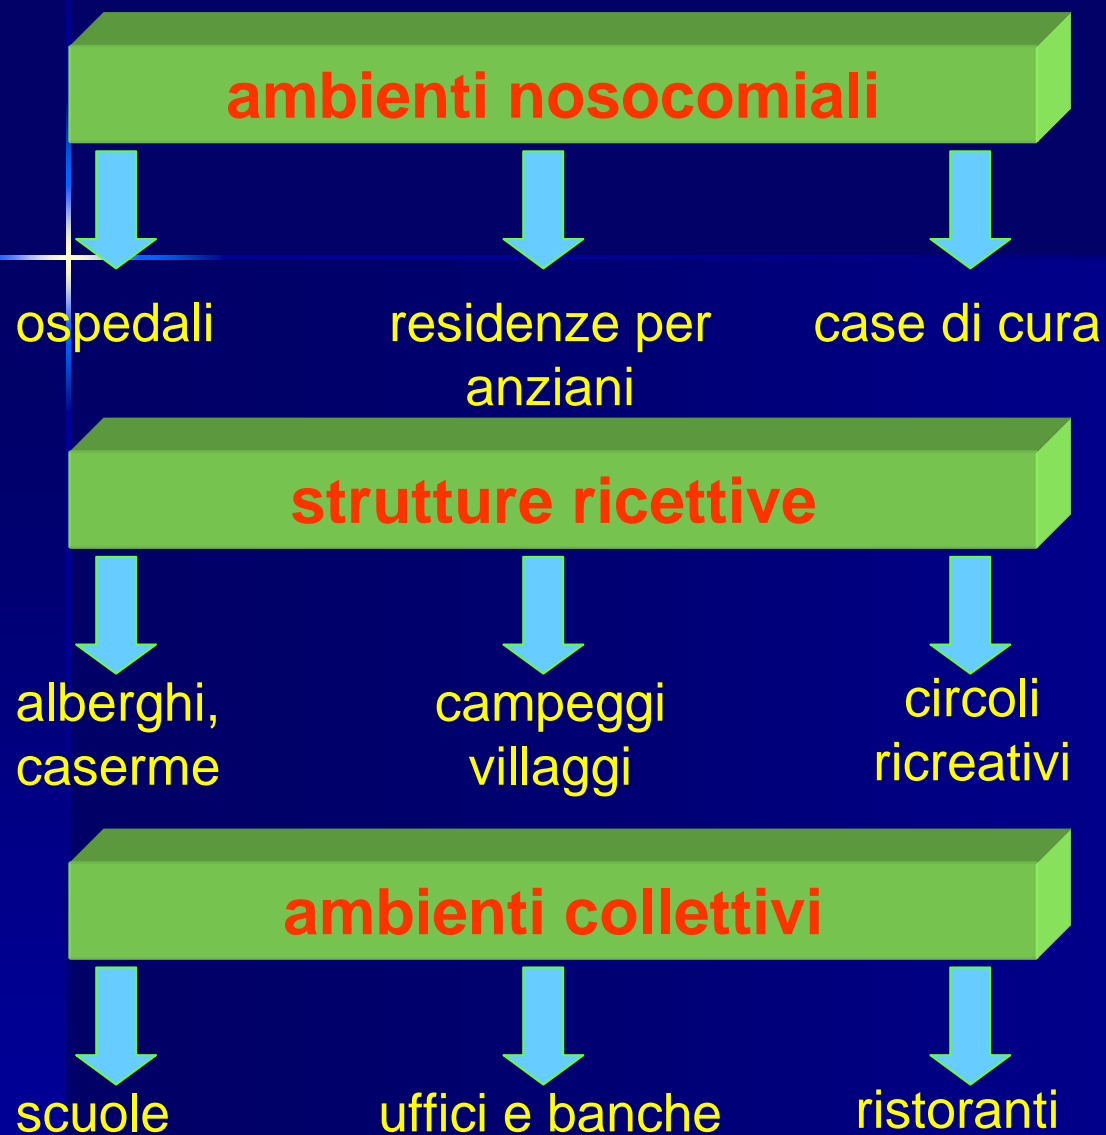 ambienti nosocomiali
ospedali
residenze per
anziani
case di cura
strutture ricettive
alberghi,
caserme
campeggi
villaggi
circoli
ricreativi
ambienti collettivi
scuole
uffici e banche
ristoranti